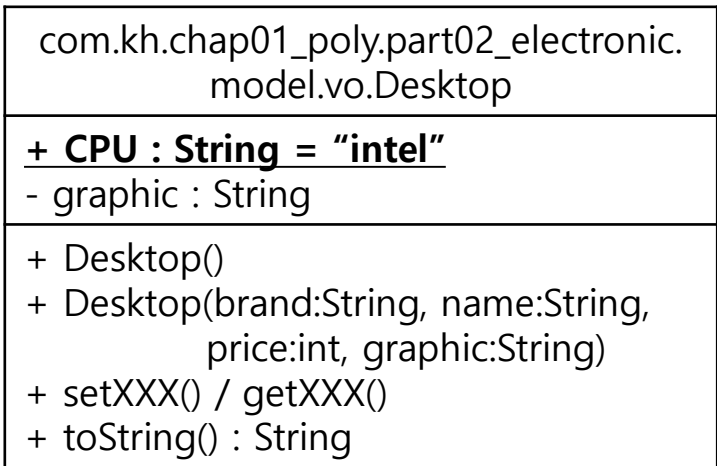 com.kh.chap01_poly.part02_electronic.
model.vo.Desktop
+ CPU : String = “intel”
- graphic : String
+ Desktop()
+ Desktop(brand:String, name:String,
price:int, graphic:String)
+ setXXX() / getXXX()
+ toString() : String